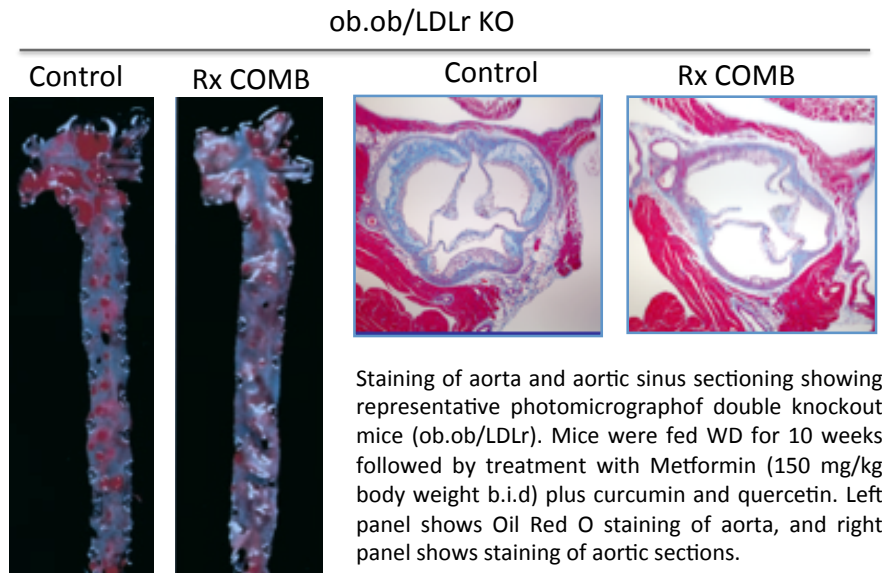 ob.ob/LDLr KO
Control
Rx COMB
Control
Rx COMB
Staining of aorta and aortic sinus sectioning showing
representative photomicrographof double knockout
mice (ob.ob/LDLr). Mice were fed WD for 10 weeks
followed by treatment with Metformin (150 mg/kg
body weight b.i.d) plus curcumin and quercetin. Left
panel shows Oil Red O staining of aorta, and right
panel shows staining of aortic sections.